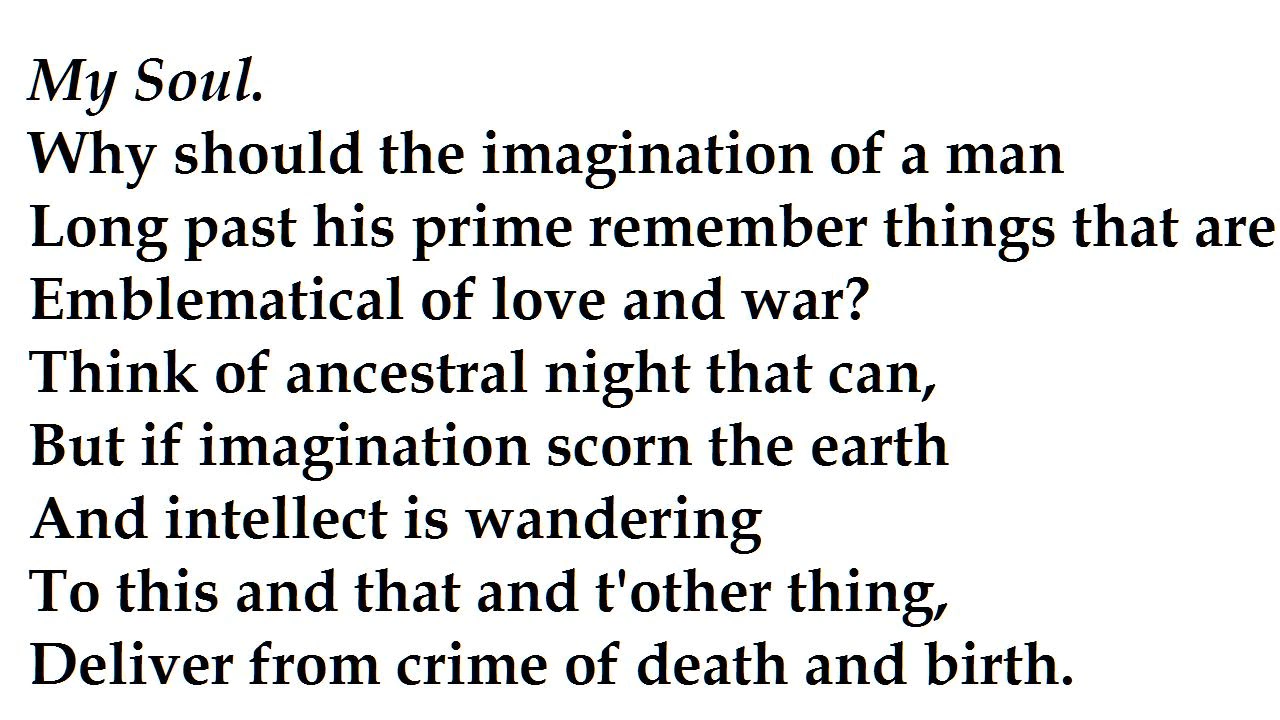 My Soul.
Why should the imagination of a man
Long past his prime remember things that are
Emblematical of love and war?
Think of ancestral night that can,
But if imagination scorn the earth
And intellect is wandering
To this and that and t'other thing,
Deliver from crime of death and birth.